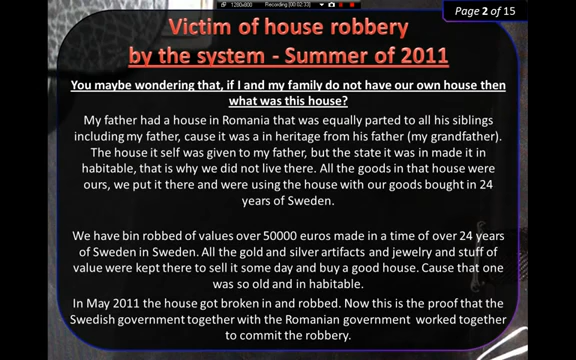 1280x800
Recording [00:02:33]
Page 2 of 15
Victim of house robbery
by the system - Summer of 2011
You maybe wondering that, if I and my family do not have our own house then
what was this house?
My father had a house in Romania that was equally parted to all his siblings
including my father, cause it was a in heritage from his father (my grandfather).
The house it self was given to my father, but the state it was in made it in
habitable, that is why we did not live there. All the goods in that house were
ours, we put it there and were using the house with our goods bought in 24
years of Sweden.
We have bin robbed of values over 50000 euros made in a time of over 24 years
of Sweden in Sweden. All the gold and silver artifacts and jewelry and stuff of
value were kept there to sell it some day and buy a good house. Cause that one
was so old and in habitable.
In May 2011 the house got broken in and robbed. Now this is the proof that the
Swedish government together with the Romanian government worked together
to commit the robbery.